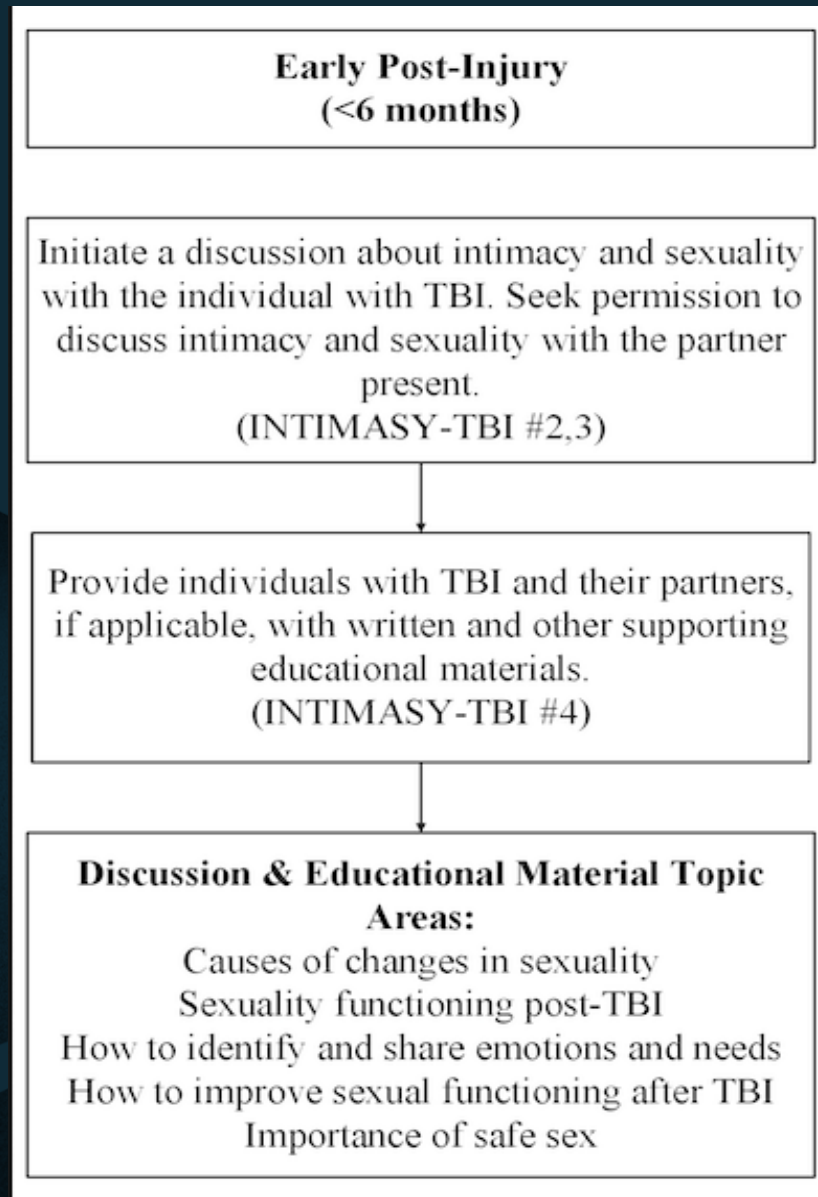 Early Post-Injury
(<6 months)
Initiate a discussion about intimacy and sexuality
with the individual with TBI. Seek permission to
discuss intimacy and sexuality with the partner
present.
(INTIMASY-TBI #2,3)
Provide individuals with TBI and their partners,
if applicable, with written and other supporting
educational materials.
(INTIMASY-TBI #4)
Discussion & Educational Material Topic
Areas:
Causes of changes in sexuality
Sexuality functioning post-TBI
How to identify and share emotions and needs
How to improve sexual functioning after TBI
Importance of safe sex